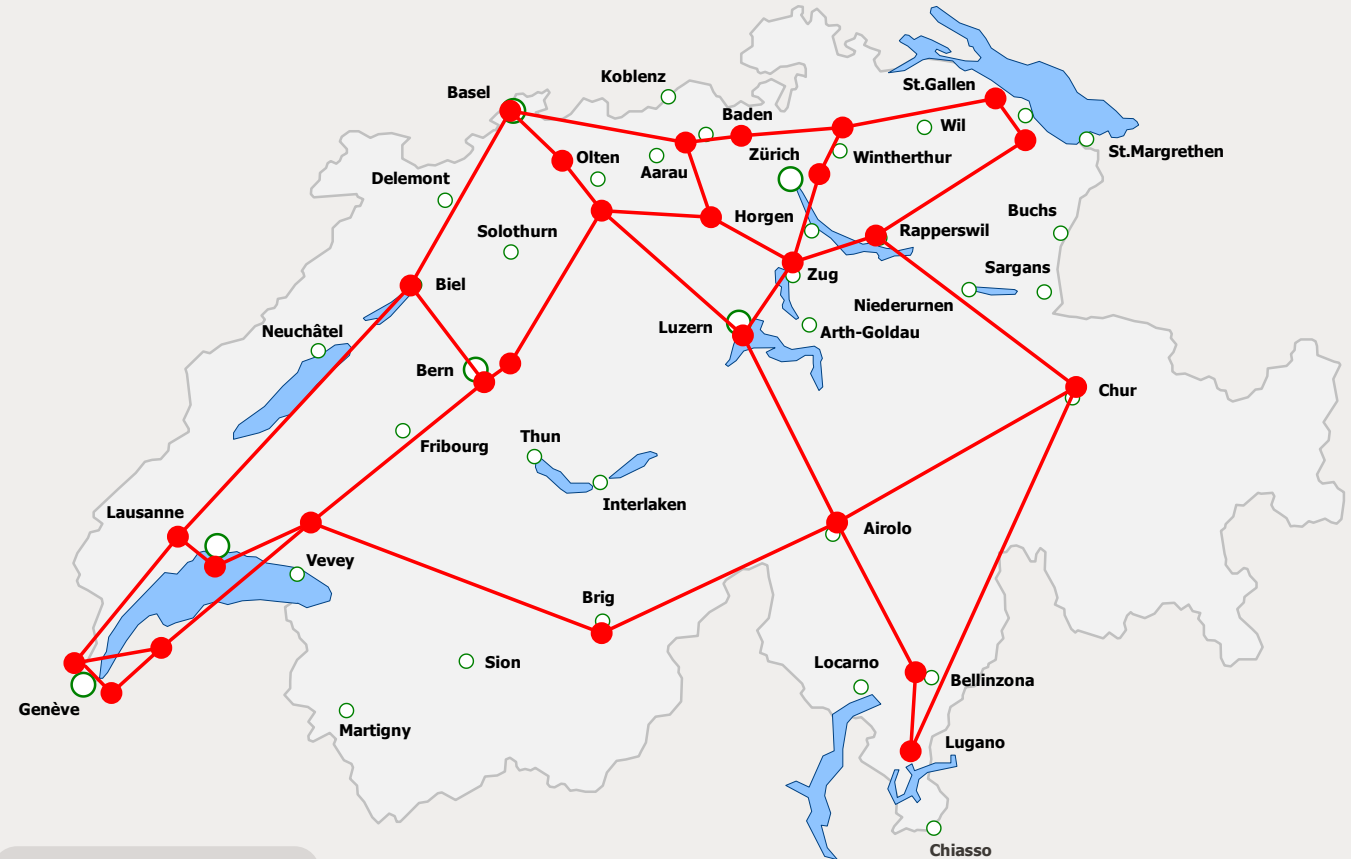 Koblenz
St.Gallen
Basel
Baden
Wil
Olten
Zürich
Wintherthur
St.Margrethen
Aarau
Delemont
Buchs
Horgen
Solothurn
Rapperswil
Sargans
Zug
Biel
Niederurnen
Luzern
Neuchâtel
Arth-Goldau
Bern
Chur
Thun
Fribourg
Interlaken
Lausanne
Airolo
Vevey
Brig
Sion
Locarno
Bellinzona
Genève
Martigny
Lugano
Chiasso